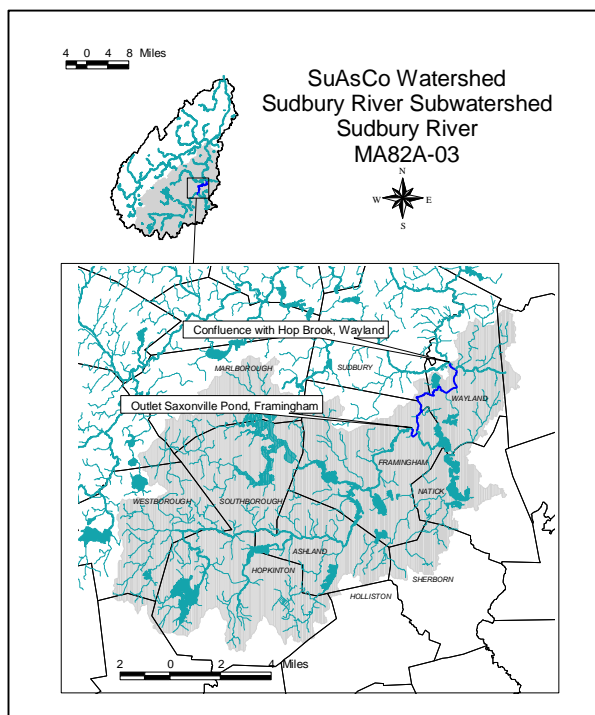 4 0 4 8 Miles
SuAsCo Watershed
Sudbury River Subwatershed
Sudbury River
MA82A-03
N
W E
S
Confluence with Hop Brook, Wayland
MARLBOROUGH
SUDBURY
WAYLAND
Outlet Saxonville Pond, Framingham
FRAMINGHAM
NATICK
WESTBOROUGH
SOUTHBOROUGH
ASHLAND
HOPKINTON
SHERBORN
HOLLISTON
2 0 2 4 Miles